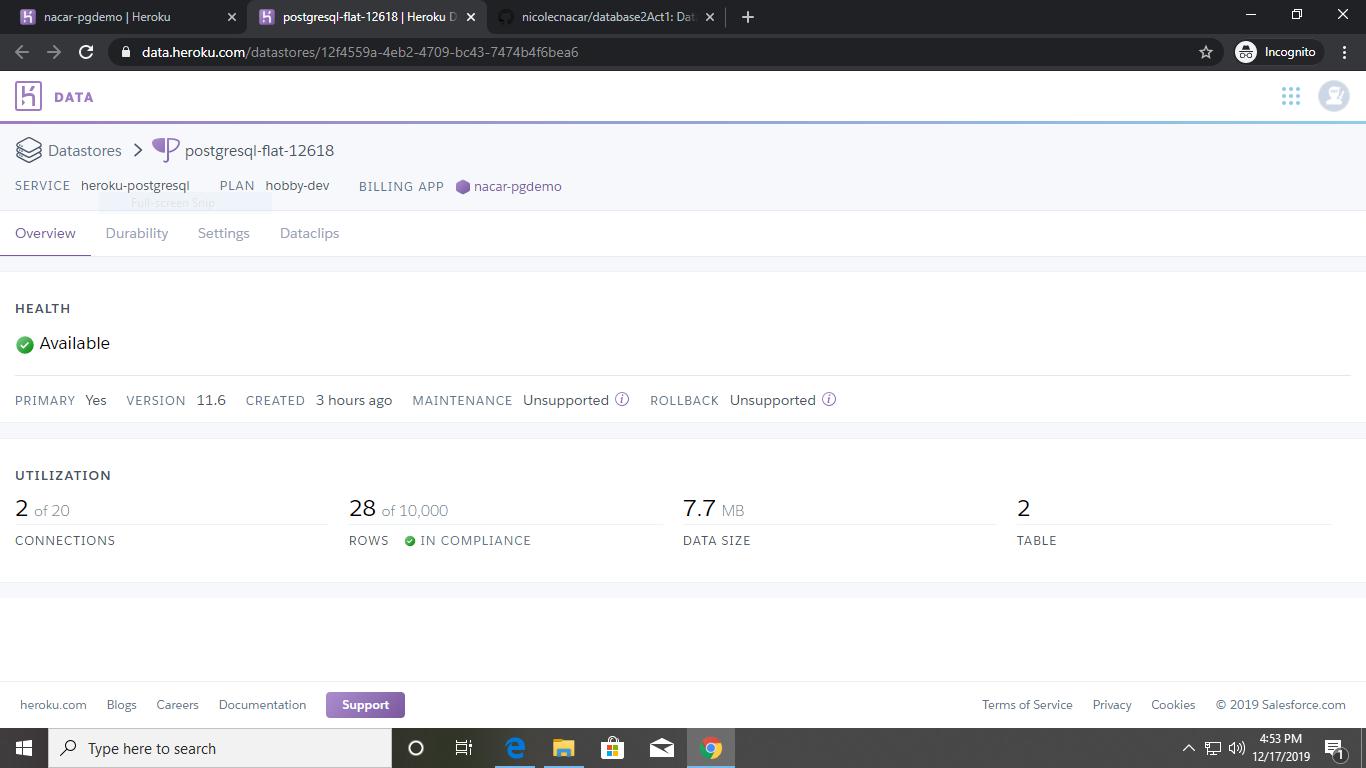 nacar-pgdemo | Heroku
postgresql-flat-12618 | Heroku D
nicolecnacar/database2Act1: Dat
data.heroku.com/datastores/12f4559a-4eb2-4709-bc43-7474b4f6bea6
Incognito
DATA
Datastores > postgresql-flat-12618
SERVICE heroku-postgresql PLAN hobby-dev BILLING APP nacar-pgdemo
Full-screen Snip
Overview Durability Settings Dataclips
HEALTH
Available
PRIMARY Yes VERSION 11.6 CREATED 3 hours ago MAINTENANCE Unsupported ROLLBACK Unsupported
UTILIZATION
2 of 20 28 of 10,000 7.7 MB 2
CONNECTIONS ROWS IN COMPLIANCE DATA SIZE TABLE
heroku.com Blogs Careers Documentation Support Terms of Service Privacy Cookies © 2019 Salesforce.com
Type here to search
4:53 PM
12/17/2019
1